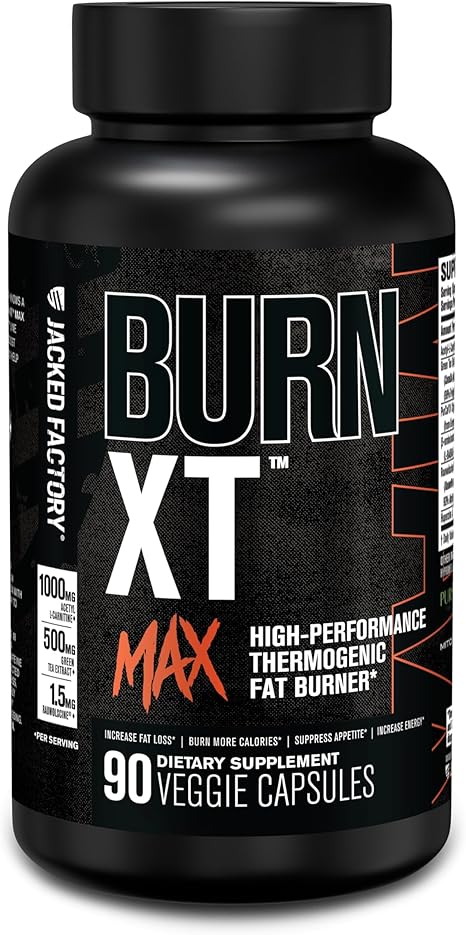 BURN
XT™
MAX
HIGH-PERFORMANCE
THERMOGENIC
FAT BURNER*
JACKED FACTORY®
1000MG
ACETYL
L-CARNITINE*
500MG
GREEN
TEA EXTRACT*
1.5MG
RAUWOLSCINE*
*PER SERVING
INCREASE FAT LOSS* | BURN MORE CALORIES* | SUPPRESS APPETITE* | INCREASE ENERGY*
90
DIETARY SUPPLEMENT
VEGGIE CAPSULES